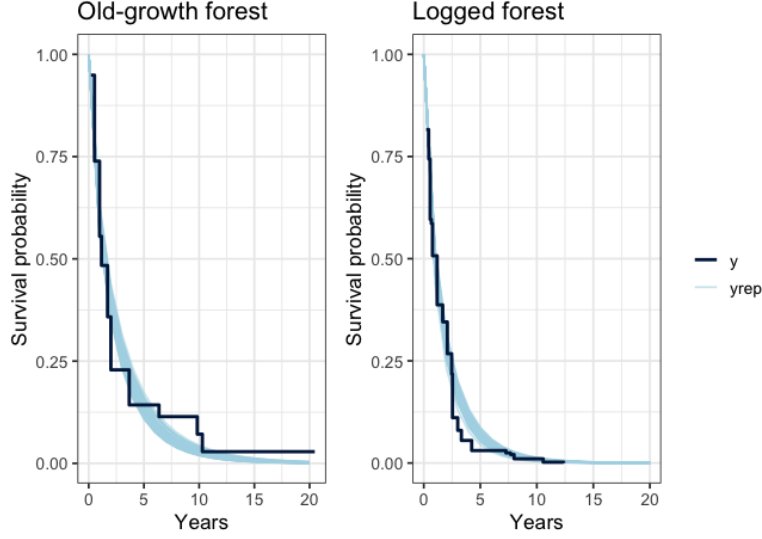 Old-growth forest
Logged forest
Survival probability
1.00
0.75
0.50
0.25
0.00
0 5 10 15 20
Years
Survival probability
1.00
0.75
0.50
0.25
0.00
0 5 10 15 20
Years
y
yrep